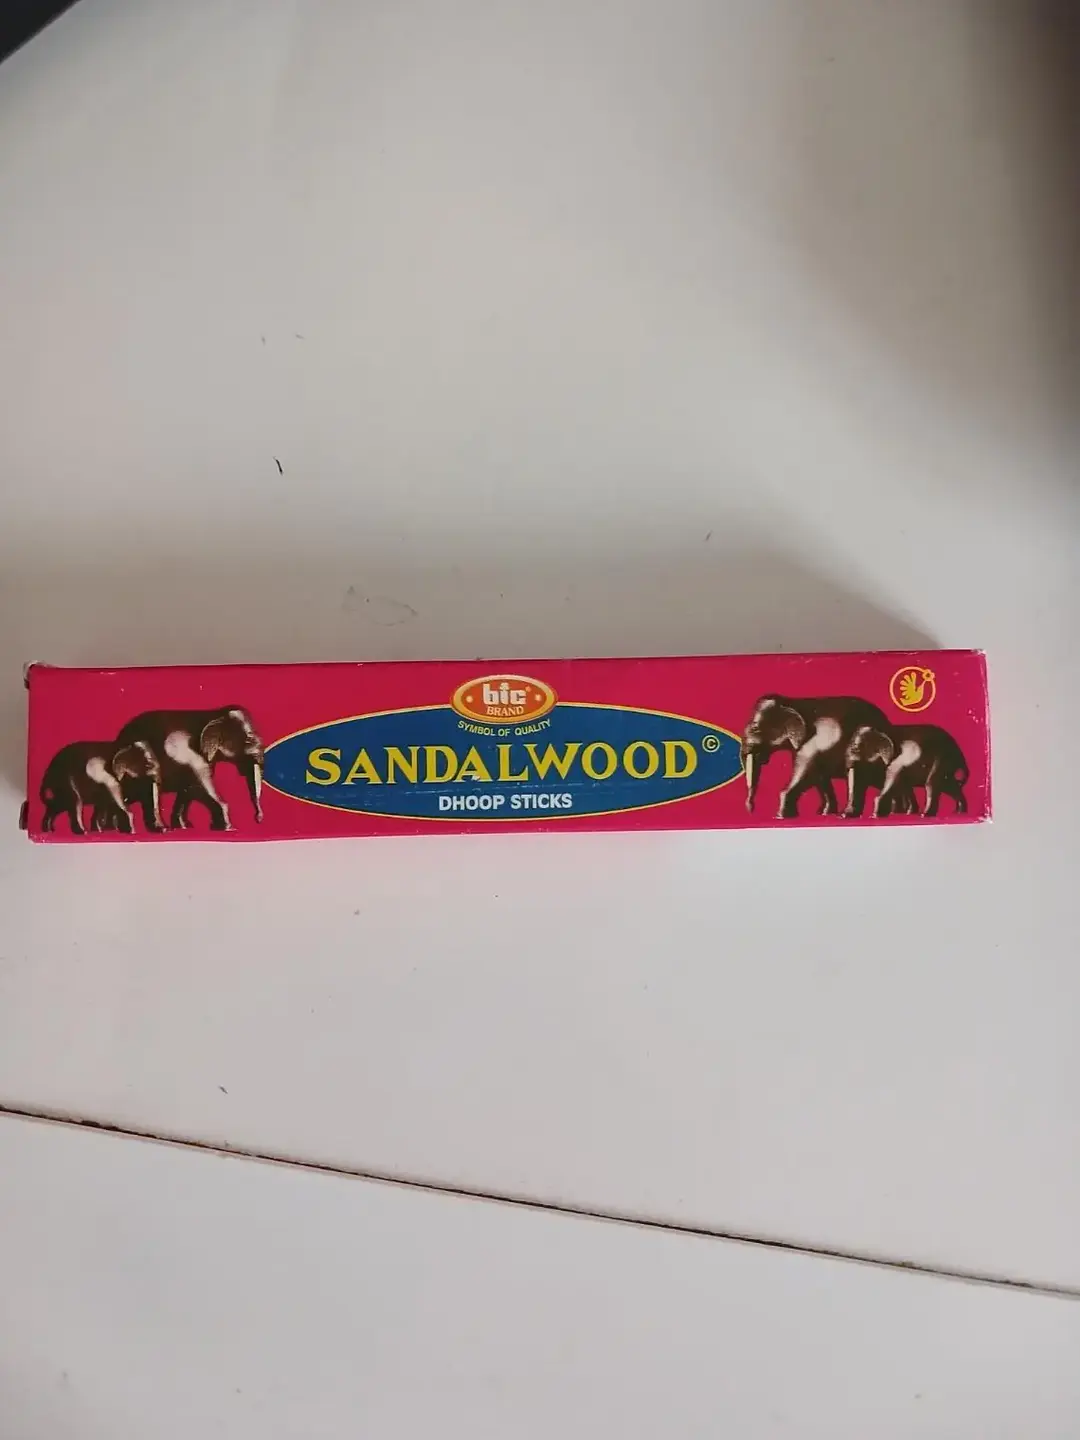 bic®
BRAND
SYMBOL OF QUALITY
SANDALWOOD©
DHOOP STICKS